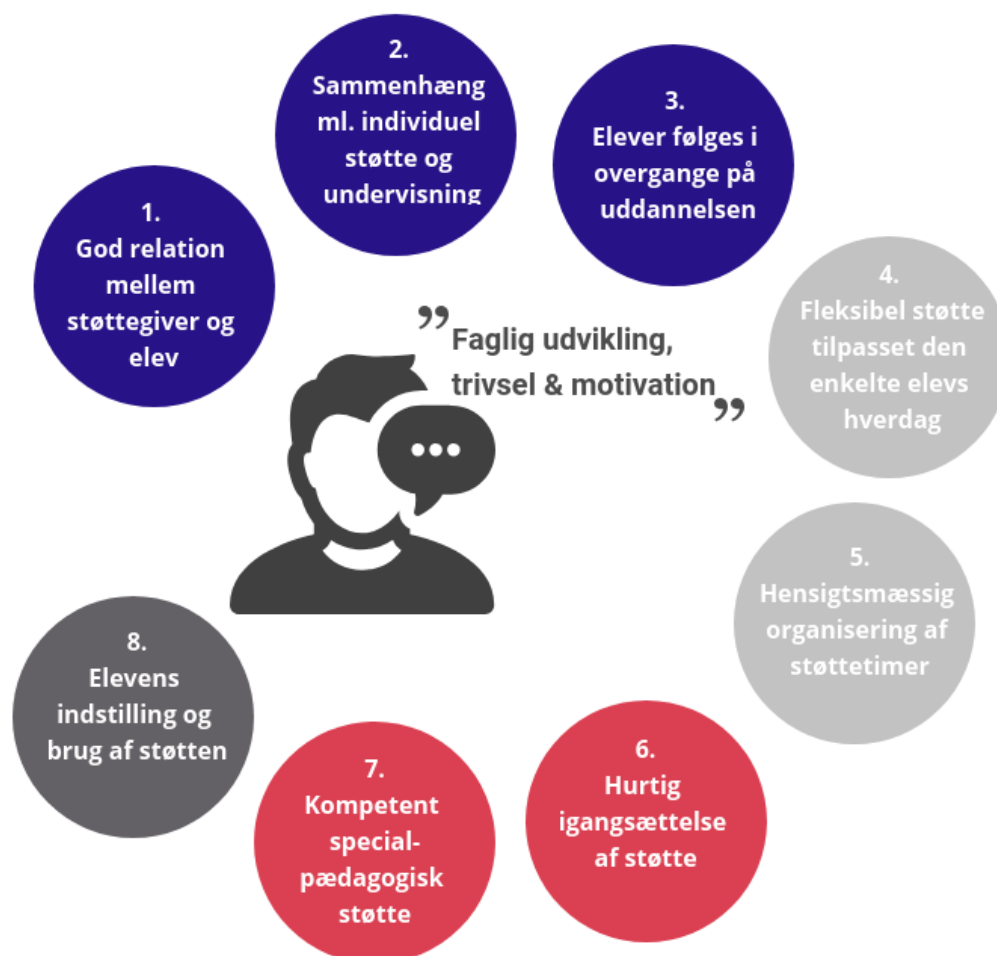 1.
God relation
mellem
støttegiver og
elev
2.
Sammenhæng
ml. individuel
støtte og
undervisning
3.
Elever følges i
overgange på
uddannelsen
4.
Fleksibel støtte
tilpasset den
enkelte elevs
hverdag
5.
Hensigtsmæssig
organisering af
støttetimer
6.
Hurtig
igangsættelse
af støtte
7.
Kompetent
special-
pædagogisk
støtte
8.
Elevens
indstilling og
brug af støtten
”Faglig udvikling,
trivsel & motivation”